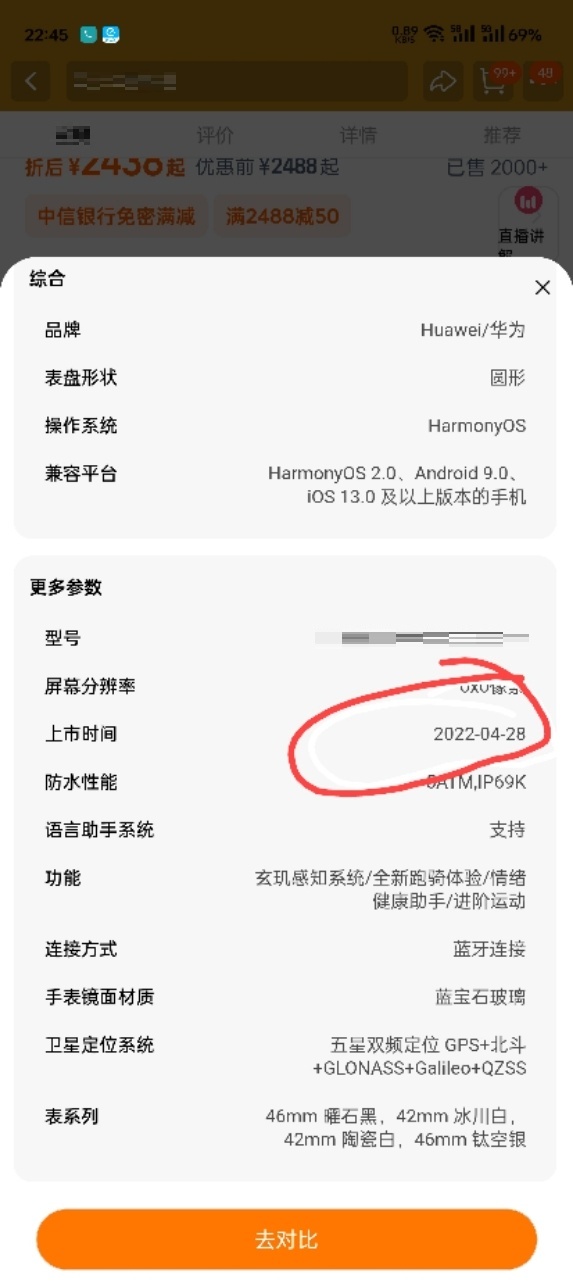 22:45
0.89
KB/S
5G
5G
69%
99+
48
评价
详情
推荐
折后 ¥2438起 优惠前 ¥2488起
已售 2000+
中信银行免密满减
满2488减50
直播讲
解
综合
品牌
Huawei/华为
表盘形状
圆形
操作系统
HarmonyOS
兼容平台
HarmonyOS 2.0、Android 9.0、
iOS 13.0 及以上版本的手机
更多参数
型号
屏幕分辨率
上市时间
2022-04-28
防水性能
5ATM,IP69K
语言助手系统
支持
功能
玄玑感知系统/全新跑骑体验/情绪
健康助手/进阶运动
连接方式
蓝牙连接
手表镜面材质
蓝宝石玻璃
卫星定位系统
五星双频定位 GPS+北斗
+GLONASS+Galileo+QZSS
表系列
46mm 曜石黑，42mm 冰川白，
42mm 陶瓷白，46mm 钛空银
去对比